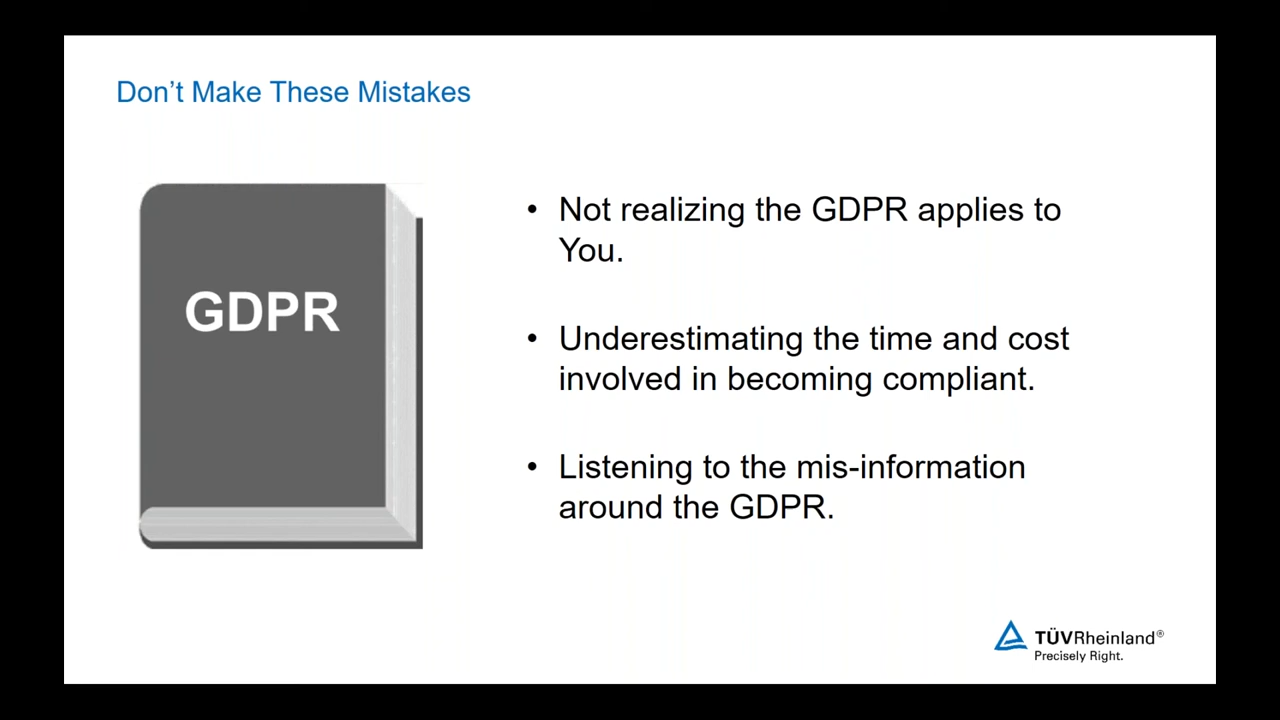 Don’t Make These Mistakes
GDPR
• Not realizing the GDPR applies to
You.
• Underestimating the time and cost
involved in becoming compliant.
• Listening to the mis-information
around the GDPR.
TÜVRheinland®
Precisely Right.